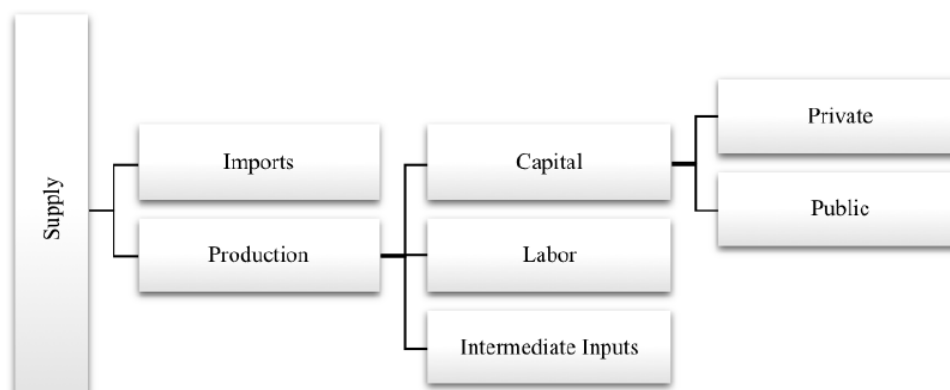 Supply
Imports
Production
Capital
Labor
Intermediate Inputs
Private
Public